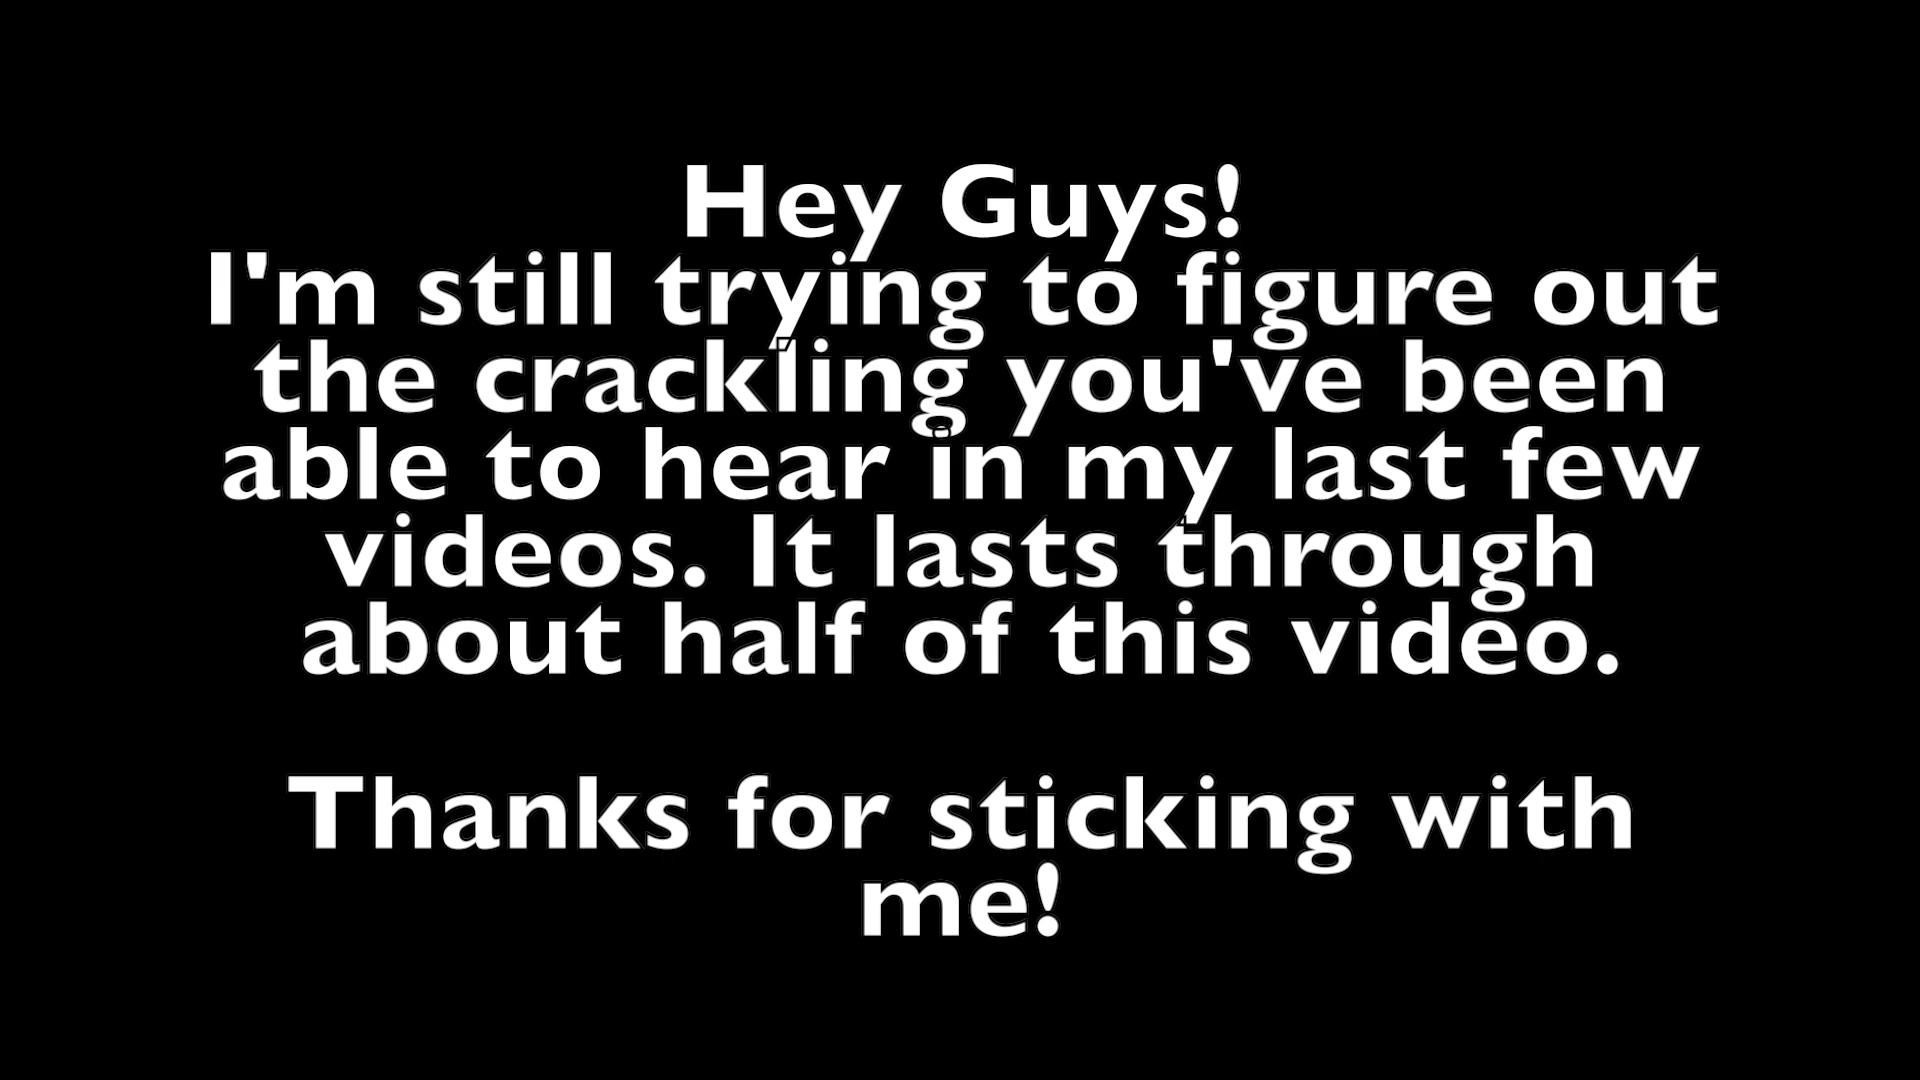 Hey Guys!
I'm still trying to figure out
the crackling you've been
able to hear in my last few
videos. It lasts through
about half of this video.
Thanks for sticking with
me!